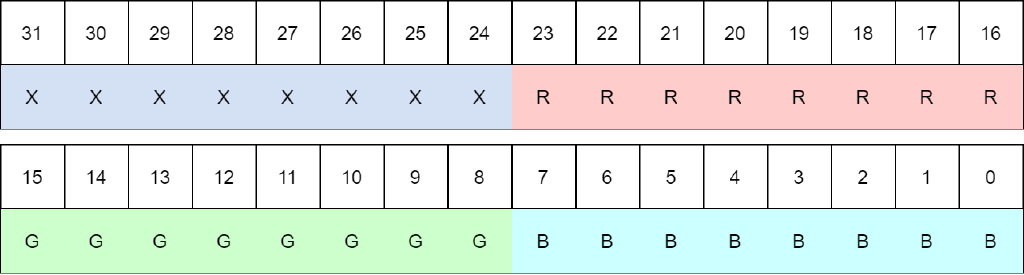 31 30 29 28 27 26 25 24 23 22 21 20 19 18 17 16
X X X X X X X X R R R R R R R R
15 14 13 12 11 10 9 8 7 6 5 4 3 2 1 0
G G G G G G G G B B B B B B B B